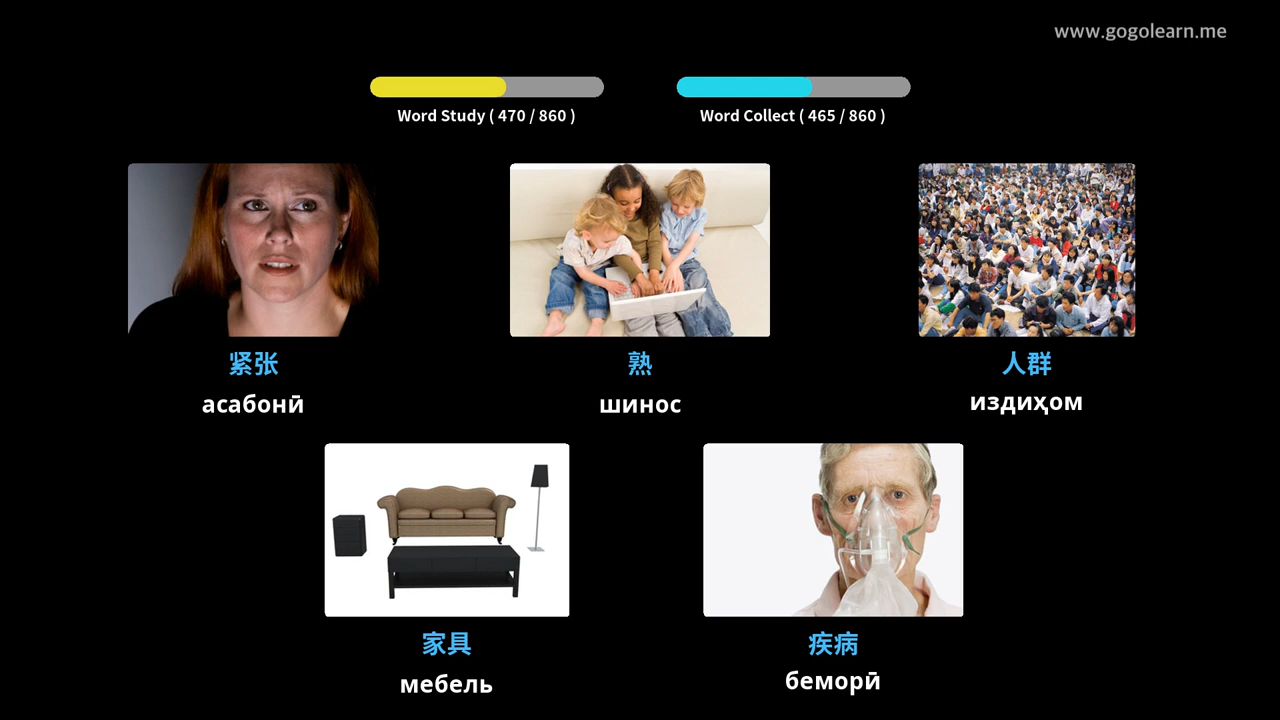 www.gogolearn.me
Word Study ( 470 / 860 )
Word Collect ( 465 / 860 )
紧张
асабонӣ
熟
шинос
人群
издиҳом
家具
мебель
疾病
беморӣ